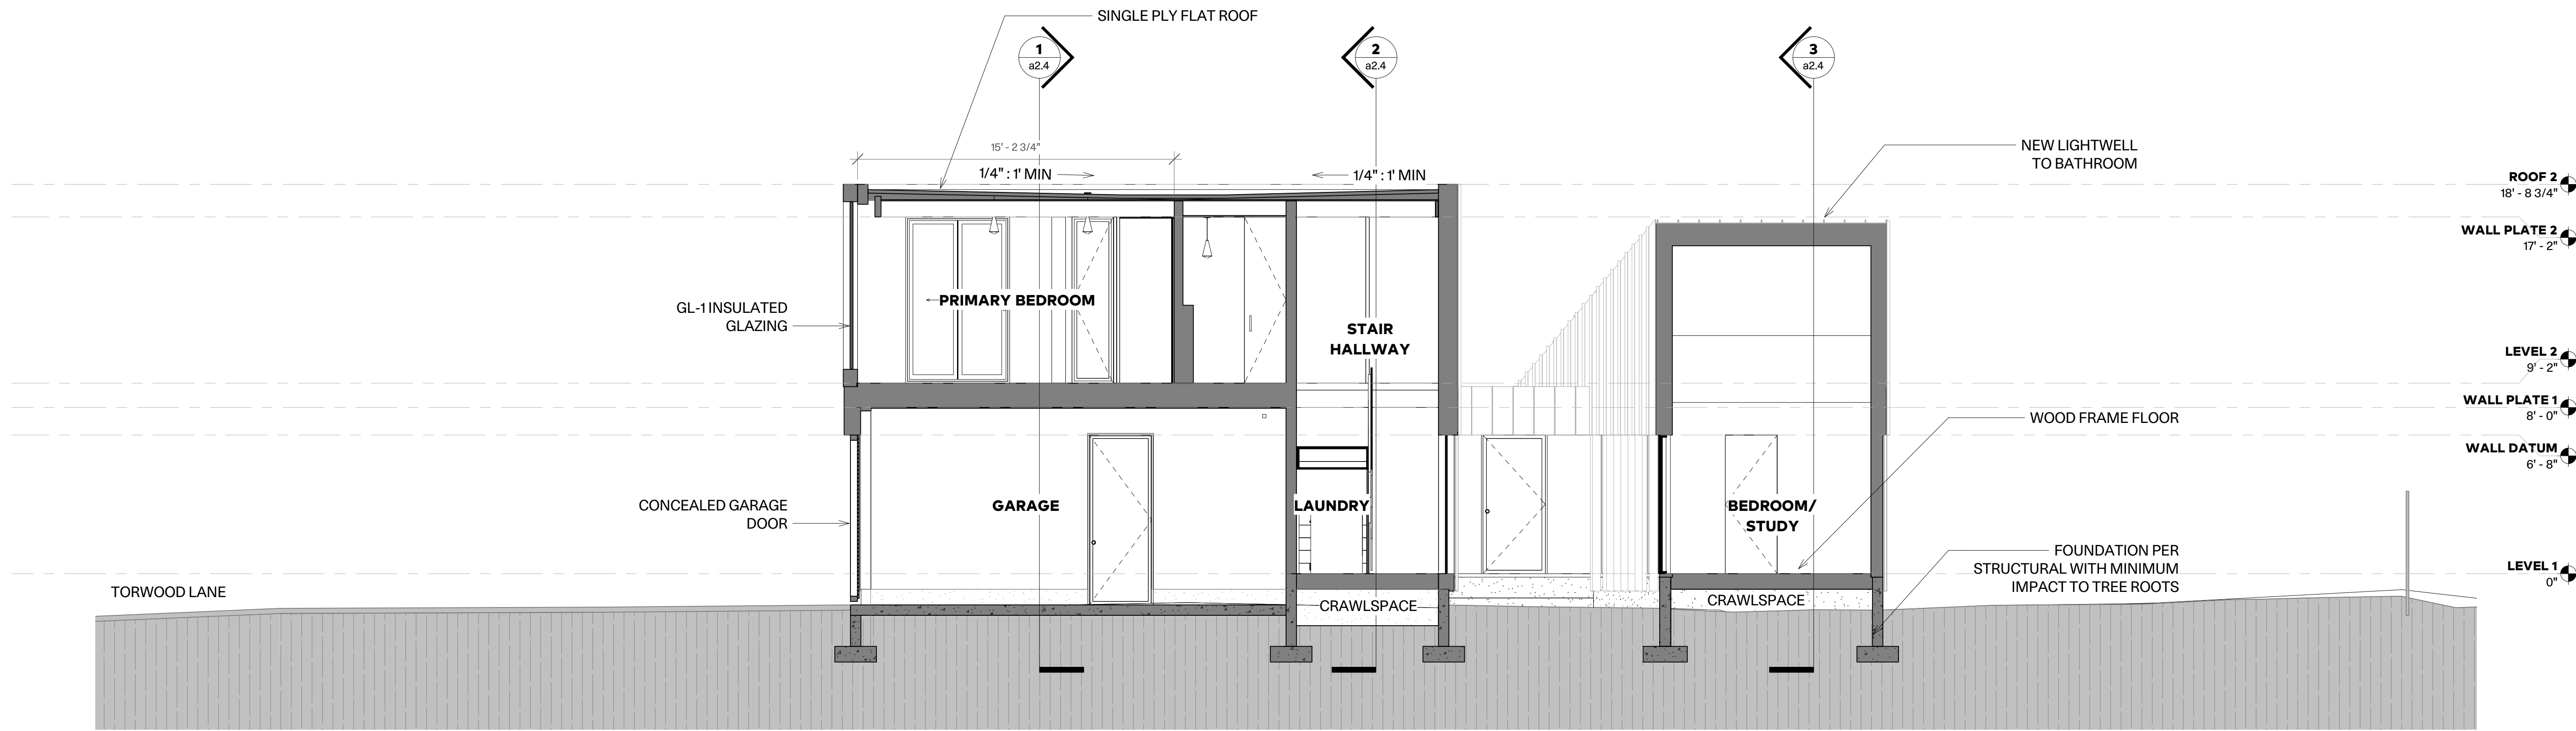 SINGLE PLY FLAT ROOF
1
a2.4
2
a2.4
3
a2.4
15' - 2 3/4"
1/4" : 1' MIN
1/4" : 1' MIN
NEW LIGHTWELL
TO BATHROOM
ROOF 2
18' - 8 3/4"
WALL PLATE 2
17' - 2"
GL-1 INSULATED
GLAZING
PRIMARY BEDROOM
STAIR
HALLWAY
LEVEL 2
9' - 2"
WALL PLATE 1
8' - 0"
WOOD FRAME FLOOR
WALL DATUM
6' - 8"
CONCEALED GARAGE
DOOR
GARAGE
LAUNDRY
BEDROOM/
STUDY
FOUNDATION PER
STRUCTURAL WITH MINIMUM
IMPACT TO TREE ROOTS
LEVEL 1
0"
TORWOOD LANE
CRAWLSPACE
CRAWLSPACE